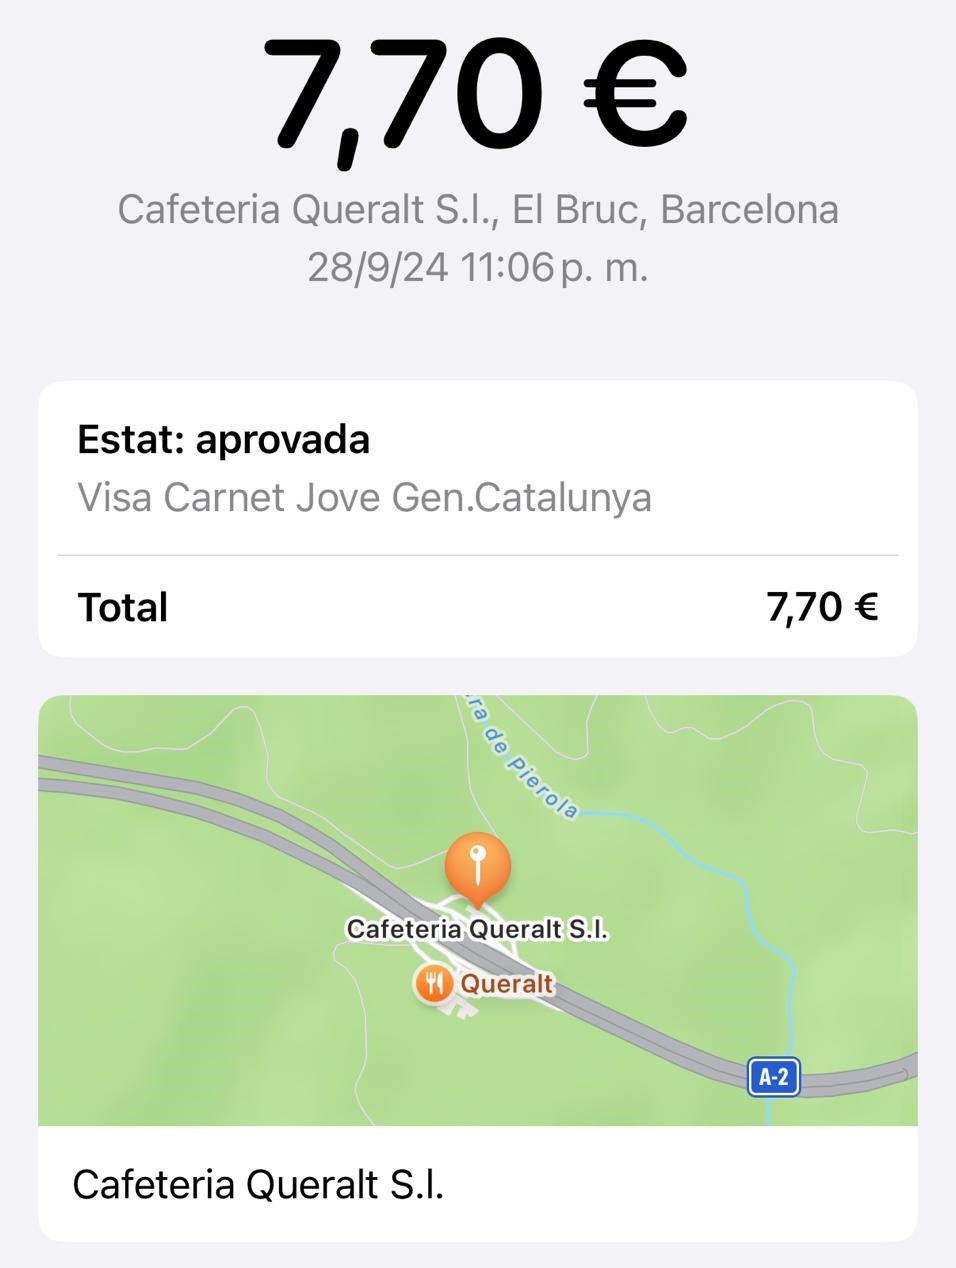 7,70 €
Cafeteria Queralt S.l., El Bruc, Barcelona
28/9/24 11:06 p. m.
Estat: aprovada
Visa Carnet Jove Gen.Catalunya
Total 7,70 €
de Pierola
Cafeteria Queralt S.l.
Queralt
A-2
Cafeteria Queralt S.l.